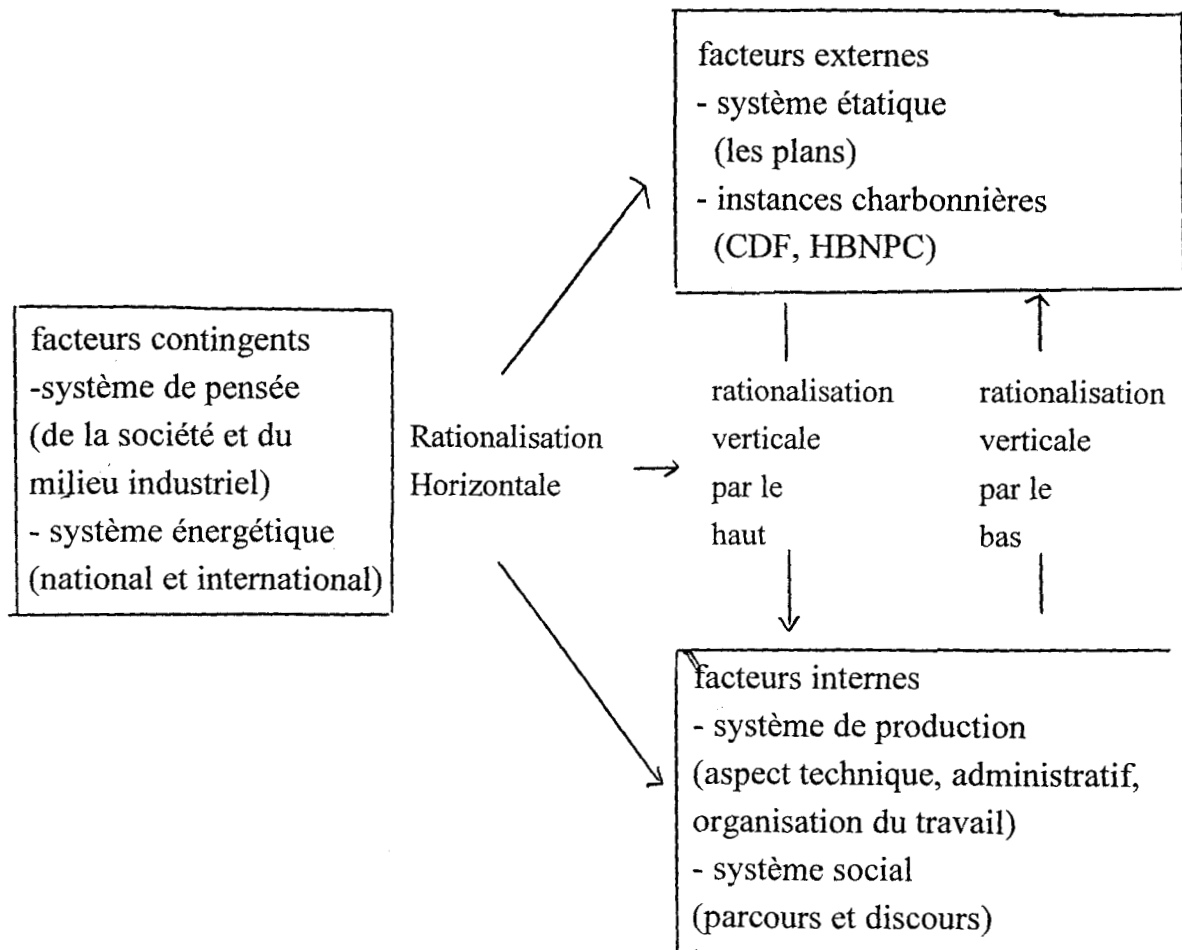 facteurs externes
- système étatique
(les plans)
- instances charbonnières
(CDF, HBNPC)
facteurs contingents
-système de pensée
(de la société et du
milieu industriel)
- système énergétique
(national et international)
Rationalisation
Horizontale
rationalisation
verticale
par le
haut
rationalisation
verticale
par le
bas
facteurs internes
- système de production
(aspect technique, administratif,
organisation du travail)
- système social
(parcours et discours)